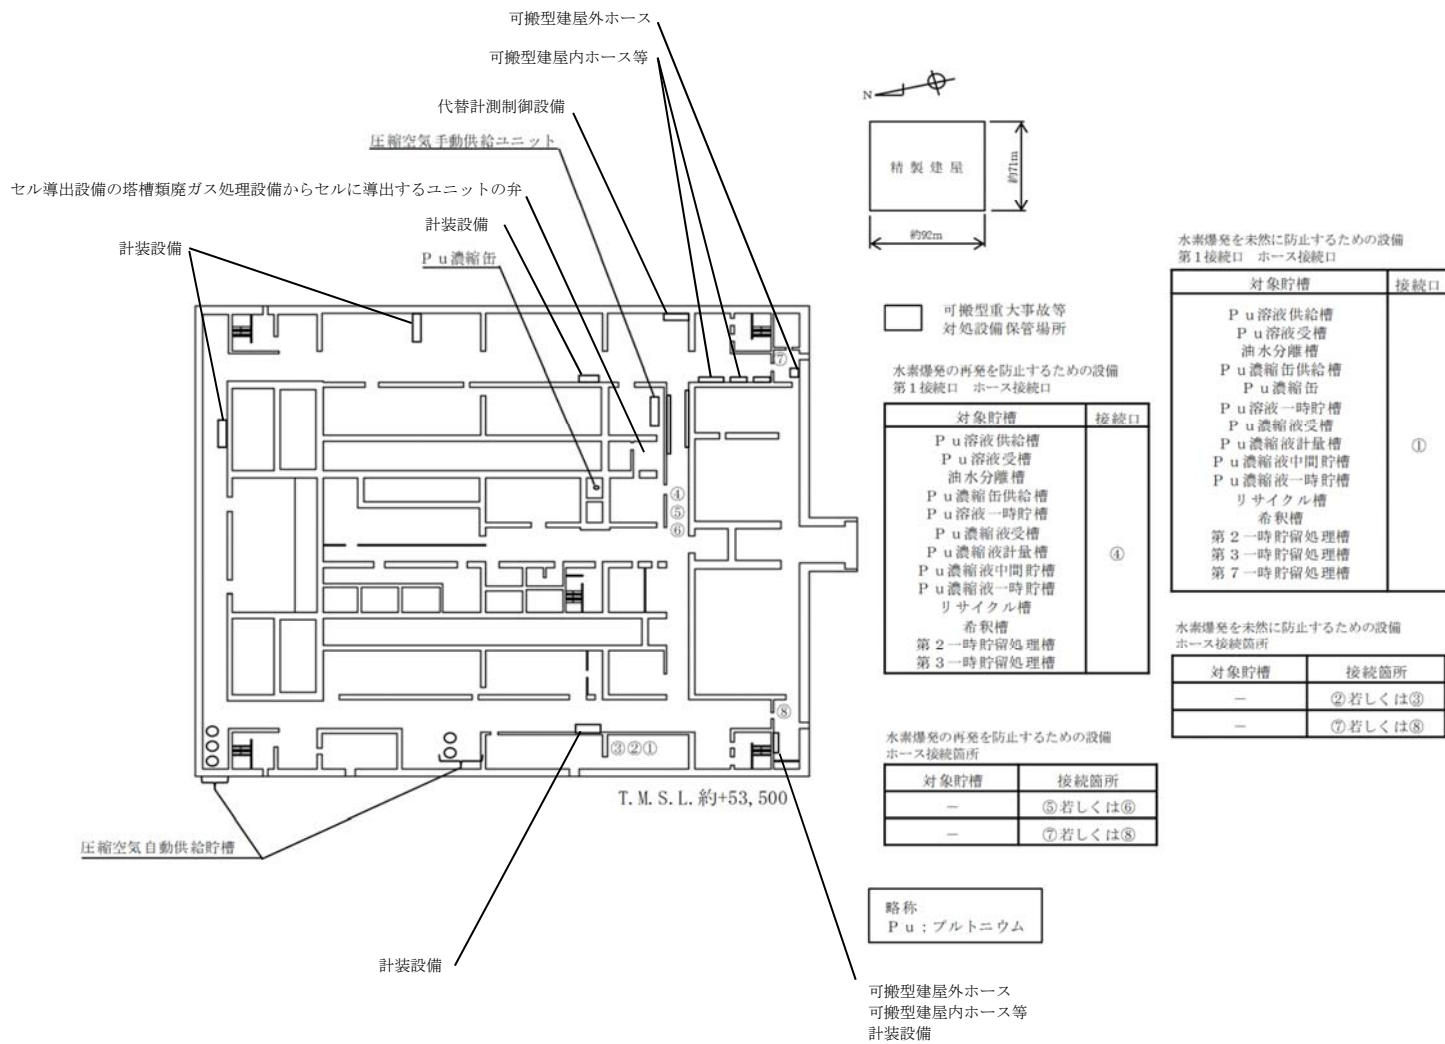 可搬型建屋外ホース
可搬型建屋内ホース等
代替計測制御設備
圧縮空気手動供給ユニット
セル導出設備の塔槽類廃ガス処理設備からセルに導出するユニットの弁
計装設備
計装設備
Ｐｕ濃縮缶
⑦
④
⑤
⑥
⑧
③②①
T.M.S.L.約+53,500
圧縮空気自動供給貯槽
計装設備
N
精製建屋
約71m
約92m
可搬型重大事故等
対処設備保管場所
水素爆発の再発を防止するための設備
第１接続口　ホース接続口
対象貯槽　接続口
Ｐｕ溶液供給槽
Ｐｕ溶液受槽
油水分離槽
Ｐｕ濃縮缶供給槽
Ｐｕ溶液一時貯槽
Ｐｕ濃縮液受槽
Ｐｕ濃縮液計量槽
④
Ｐｕ濃縮液中間貯槽
Ｐｕ濃縮液一時貯槽
リサイクル槽
希釈槽
第２一時貯留処理槽
第３一時貯留処理槽
水素爆発の再発を防止するための設備
ホース接続箇所
対象貯槽　接続箇所
－　⑤若しくは⑥
－　⑦若しくは⑧
略称
Ｐｕ：プルトニウム
可搬型建屋外ホース
可搬型建屋内ホース等
計装設備
水素爆発を未然に防止するための設備
第１接続口　ホース接続口
対象貯槽　接続口
Ｐｕ溶液供給槽
Ｐｕ溶液受槽
油水分離槽
Ｐｕ濃縮缶供給槽
Ｐｕ濃縮缶
Ｐｕ溶液一時貯槽
Ｐｕ濃縮液受槽
Ｐｕ濃縮液計量槽
①
Ｐｕ濃縮液中間貯槽
Ｐｕ濃縮液一時貯槽
リサイクル槽
希釈槽
第２一時貯留処理槽
第３一時貯留処理槽
第７一時貯留処理槽
水素爆発を未然に防止するための設備
ホース接続箇所
対象貯槽　接続箇所
－　②若しくは③
－　⑦若しくは⑧